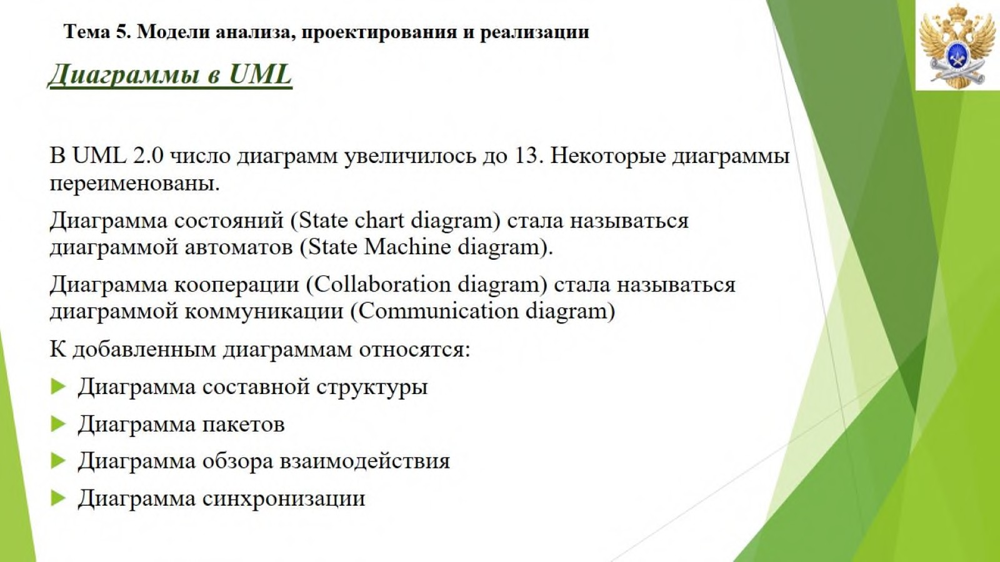 Тема 5. Модели анализа, проектирования и реализации
Диаграммы в UML
В UML 2.0 число диаграмм увеличилось до 13. Некоторые диаграммы
переименованы.
Диаграмма состояний (State chart diagram) стала называться
диаграммой автоматов (State Machine diagram).
Диаграмма кооперации (Collaboration diagram) стала называться
диаграммой коммуникации (Communication diagram)
К добавленным диаграммам относятся:
Диаграмма составной структуры
Диаграмма пакетов
Диаграмма обзора взаимодействия
Диаграмма синхронизации